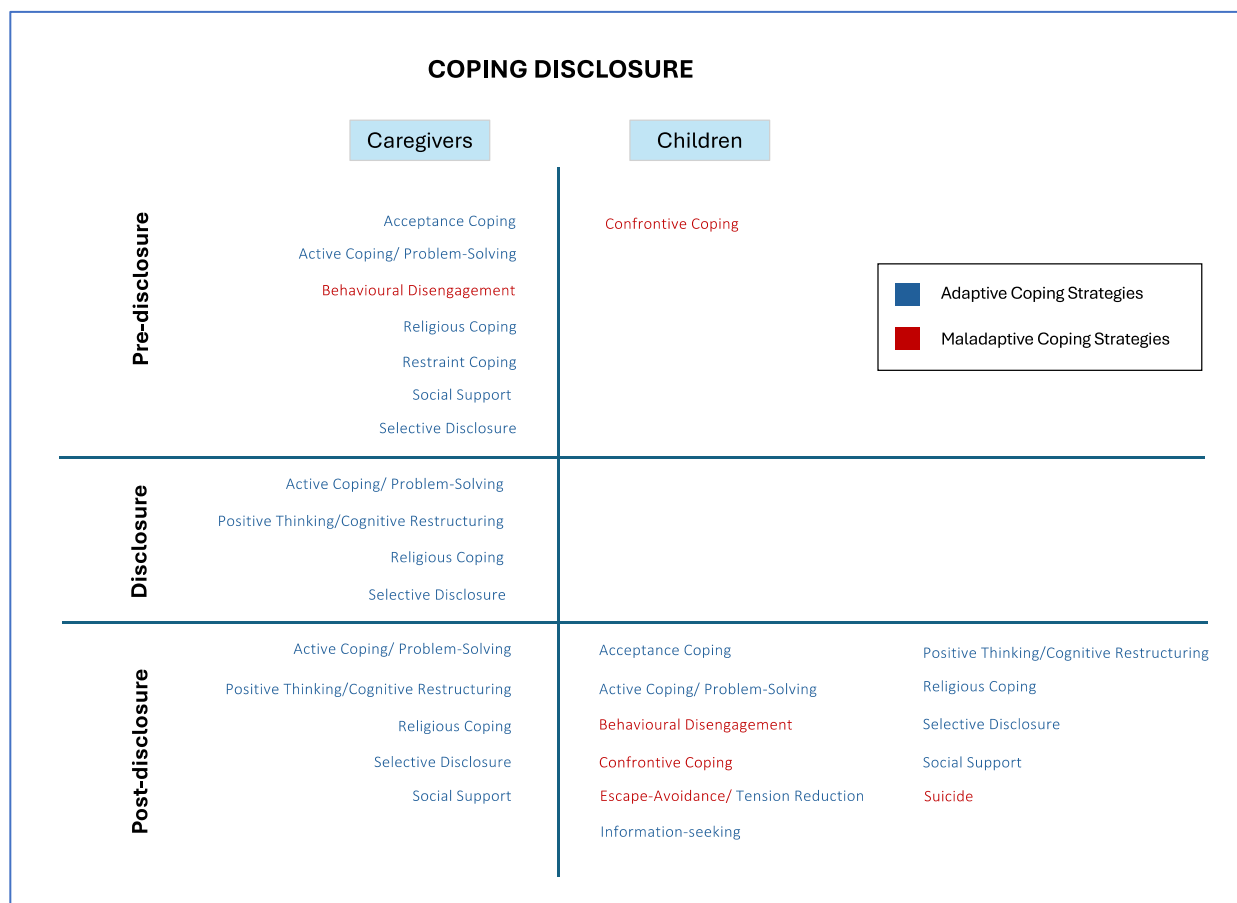 COPING DISCLOSURE
Caregivers
Children
Pre-disclosure
Acceptance Coping
Active Coping/ Problem-Solving
Behavioural Disengagement
Religious Coping
Restraint Coping
Social Support
Selective Disclosure
Confrontive Coping
Adaptive Coping Strategies
Maladaptive Coping Strategies
Disclosure
Active Coping/ Problem-Solving
Positive Thinking/Cognitive Restructuring
Religious Coping
Selective Disclosure
Post-disclosure
Active Coping/ Problem-Solving
Positive Thinking/Cognitive Restructuring
Religious Coping
Selective Disclosure
Social Support
Acceptance Coping
Active Coping/ Problem-Solving
Behavioural Disengagement
Confrontive Coping
Escape-Avoidance/ Tension Reduction
Information-seeking
Positive Thinking/Cognitive Restructuring
Religious Coping
Selective Disclosure
Social Support
Suicide